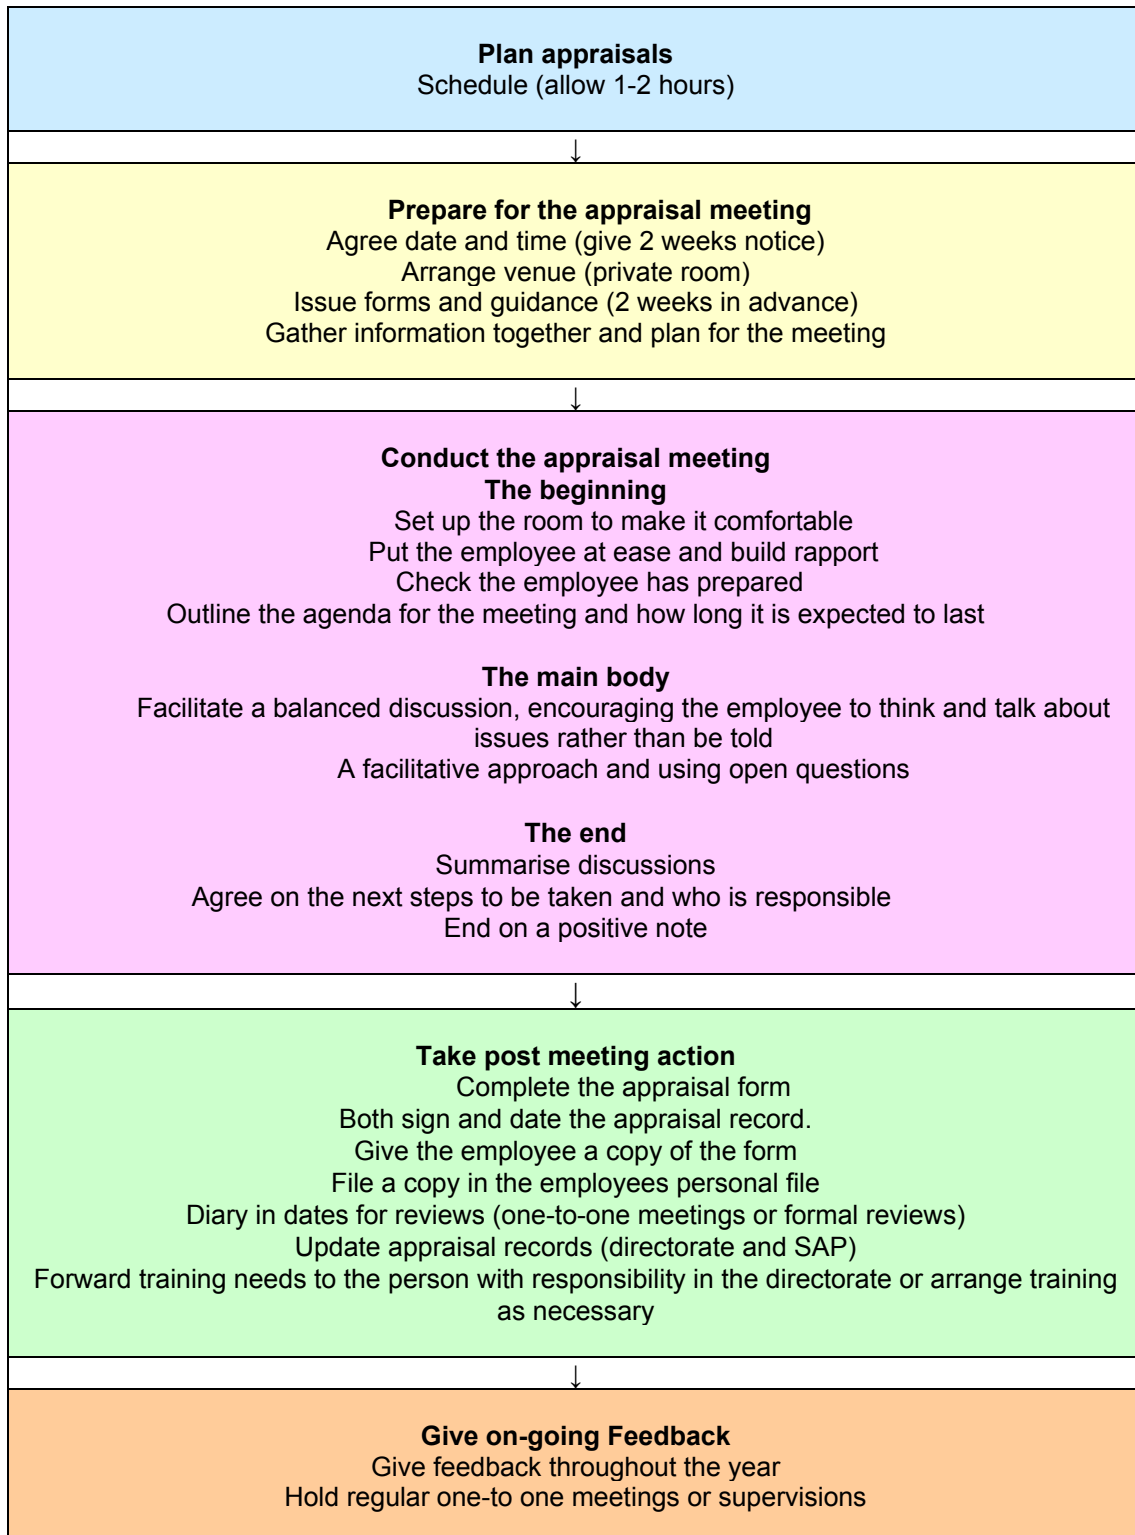 Plan appraisals
Schedule (allow 1-2 hours)
↓
Prepare for the appraisal meeting
Agree date and time (give 2 weeks notice)
Arrange venue (private room)
Issue forms and guidance (2 weeks in advance)
Gather information together and plan for the meeting
↓
Conduct the appraisal meeting
The beginning
Set up the room to make it comfortable
Put the employee at ease and build rapport
Check the employee has prepared
Outline the agenda for the meeting and how long it is expected to last
The main body
Facilitate a balanced discussion, encouraging the employee to think and talk about
issues rather than be told
A facilitative approach and using open questions
The end
Summarise discussions
Agree on the next steps to be taken and who is responsible
End on a positive note
↓
Take post meeting action
Complete the appraisal form
Both sign and date the appraisal record.
Give the employee a copy of the form
File a copy in the employees personal file
Diary in dates for reviews (one-to-one meetings or formal reviews)
Update appraisal records (directorate and SAP)
Forward training needs to the person with responsibility in the directorate or arrange training
as necessary
↓
Give on-going Feedback
Give feedback throughout the year
Hold regular one-to one meetings or supervisions